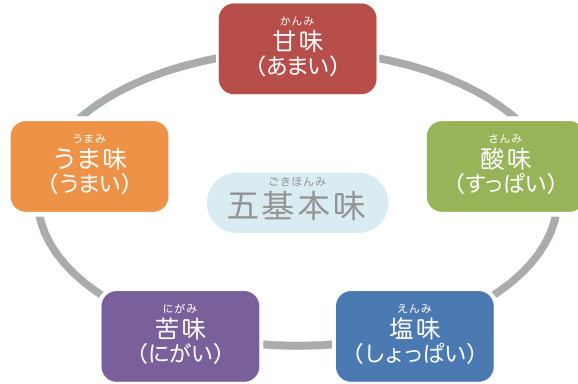 かんみ
甘味
(あまい)
うまみ
うま味
(うまい)
さんみ
酸味
(すっぱい)
ごきほんみ
五基本味
にがみ
苦味
(にがい)
えんみ
塩味
(しょっぱい)